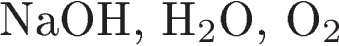 NaOH, H₂O, O₂